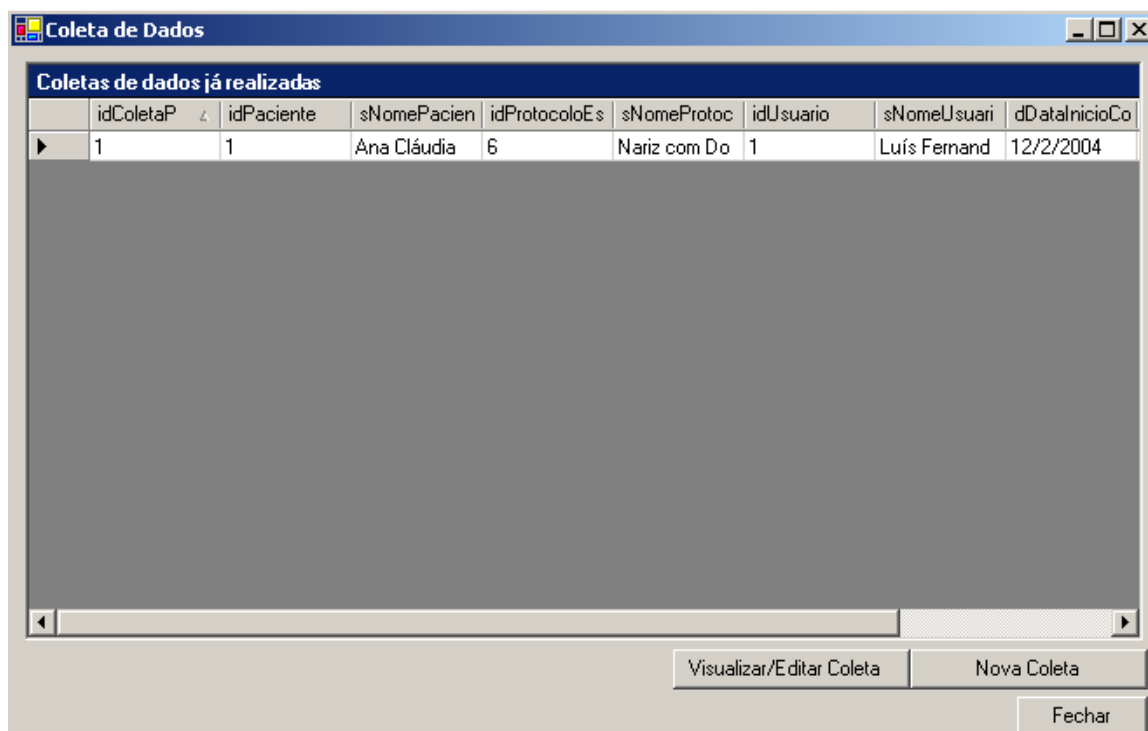 Coleta de Dados
Coletas de dados já realizadas
idColetaP idPaciente sNomePacien idProtocoloEs sNomeProtoc idUsuario sNomeUsuari dDataInicioCo
1 1 Ana Cláudia 6 Nariz com Do 1 Luís Fernand 12/2/2004
Visualizar/Editar Coleta Nova Coleta
Fechar